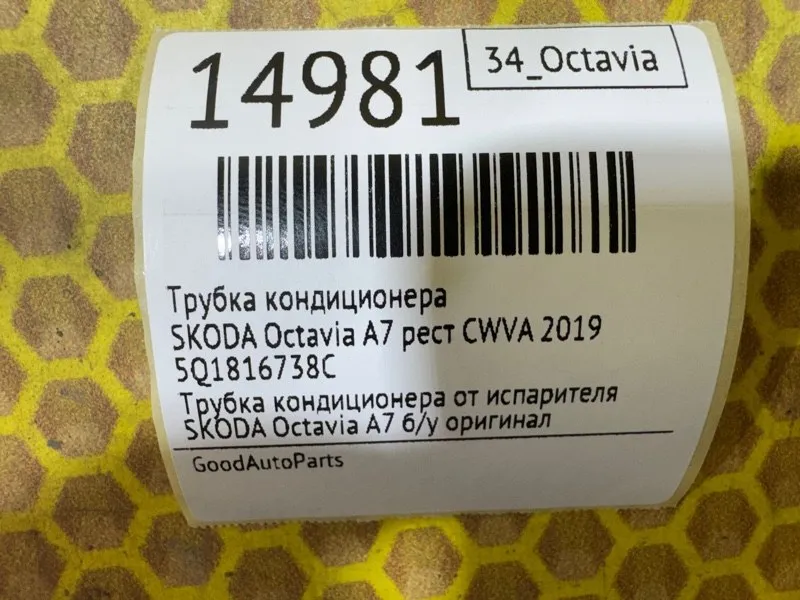 14981
34_Octavia
Трубка кондиционера
SKODA Octavia A7 рест CWVA 2019
5Q1816738C
Трубка кондиционера от испарителя
SKODA Octavia A7 б/у оригинал
GoodAutoParts